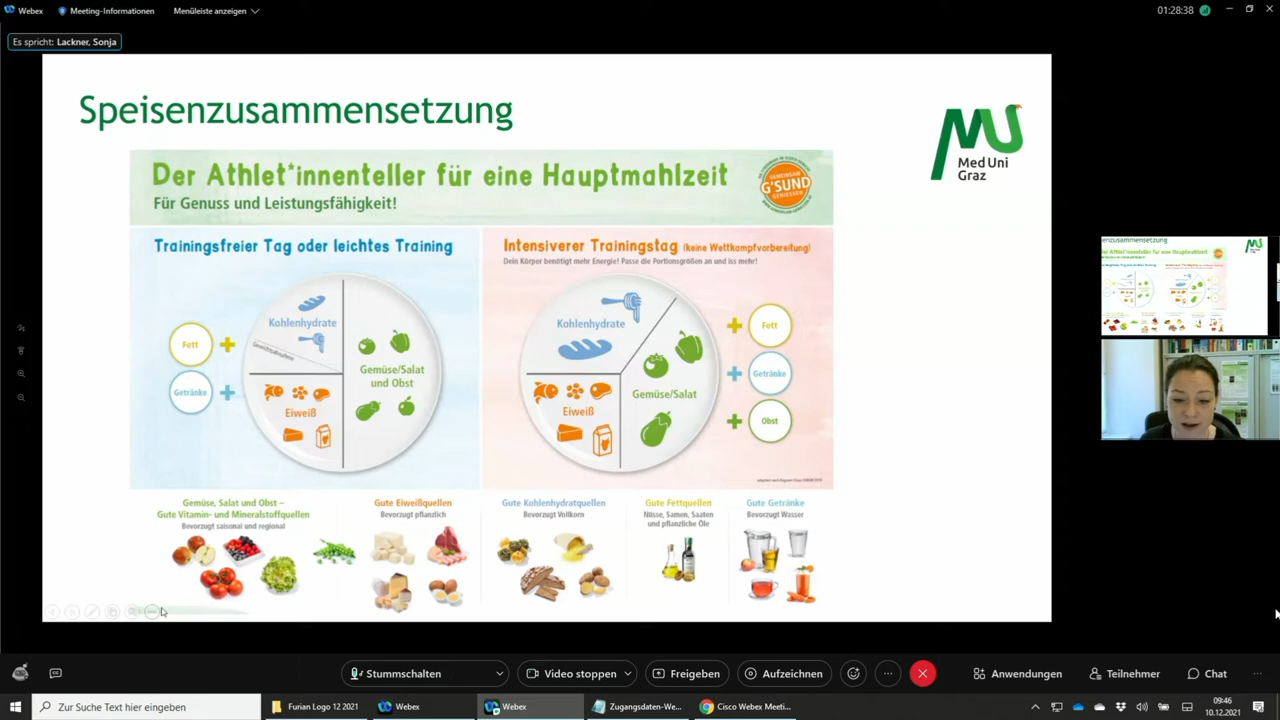 Webex
Meeting-Informationen
Menüleiste anzeigen
01:28:38
Es spricht: Lackner, Sonja
Speisenzusammensetzung
Med Uni
Graz
Der Athlet*innenteller für eine Hauptmahlzeit
Für Genuss und Leistungsfähigkeit!
GEMEINSAM
G'SUND
GENIESSEN
Trainingsfreier Tag oder leichtes Training
Intensiverer Trainingstag (keine Wettkampfvorbereitung)
Dein Körper benötigt mehr Energie! Passe die Portionsgrößen an und iss mehr!
Kohlenhydrate
Gemüse/Salat
und Obst
Eiweiß
Fett
Getränke
Kohlenhydrate
Gemüse/Salat
Eiweiß
Fett
Getränke
Obst
Gemüse, Salat und Obst –
Gute Vitamin- und Mineralstoffquellen
Bevorzugt saisonal und regional
Gute Eiweißquellen
Bevorzugt pflanzlich
Gute Kohlenhydratquellen
Bevorzugt Vollkorn
Gute Fettquellen
Nüsse, Samen, Saaten
und pflanzliche Öle
Gute Getränke
Bevorzugt Wasser
Stummschalten
Video stoppen
Freigeben
Aufzeichnen
Anwendungen
Teilnehmer
Chat
Zur Suche Text hier eingeben
Furian Logo 12 2021
Webex
Webex
Zugangsdaten-We...
Cisco Webex Meeti...
09:46
10.12.2021